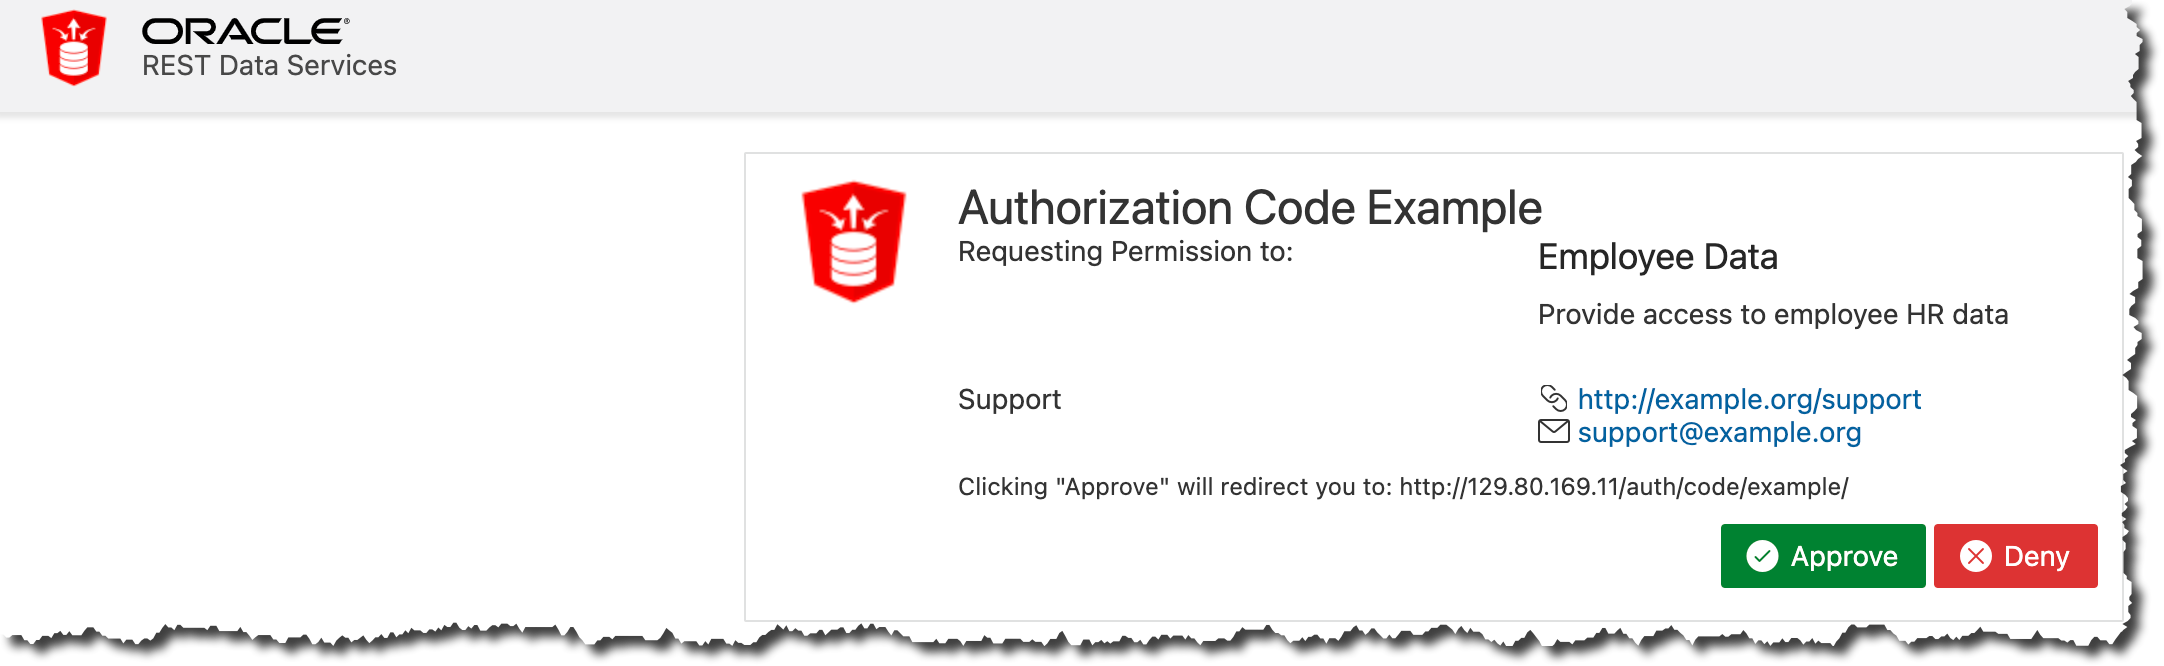 ORACLE®
REST Data Services
Authorization Code Example
Requesting Permission to:
Employee Data
Provide access to employee HR data
Support
http://example.org/support
support@example.org
Clicking "Approve" will redirect you to: http://129.80.169.11/auth/code/example/
Approve
Deny